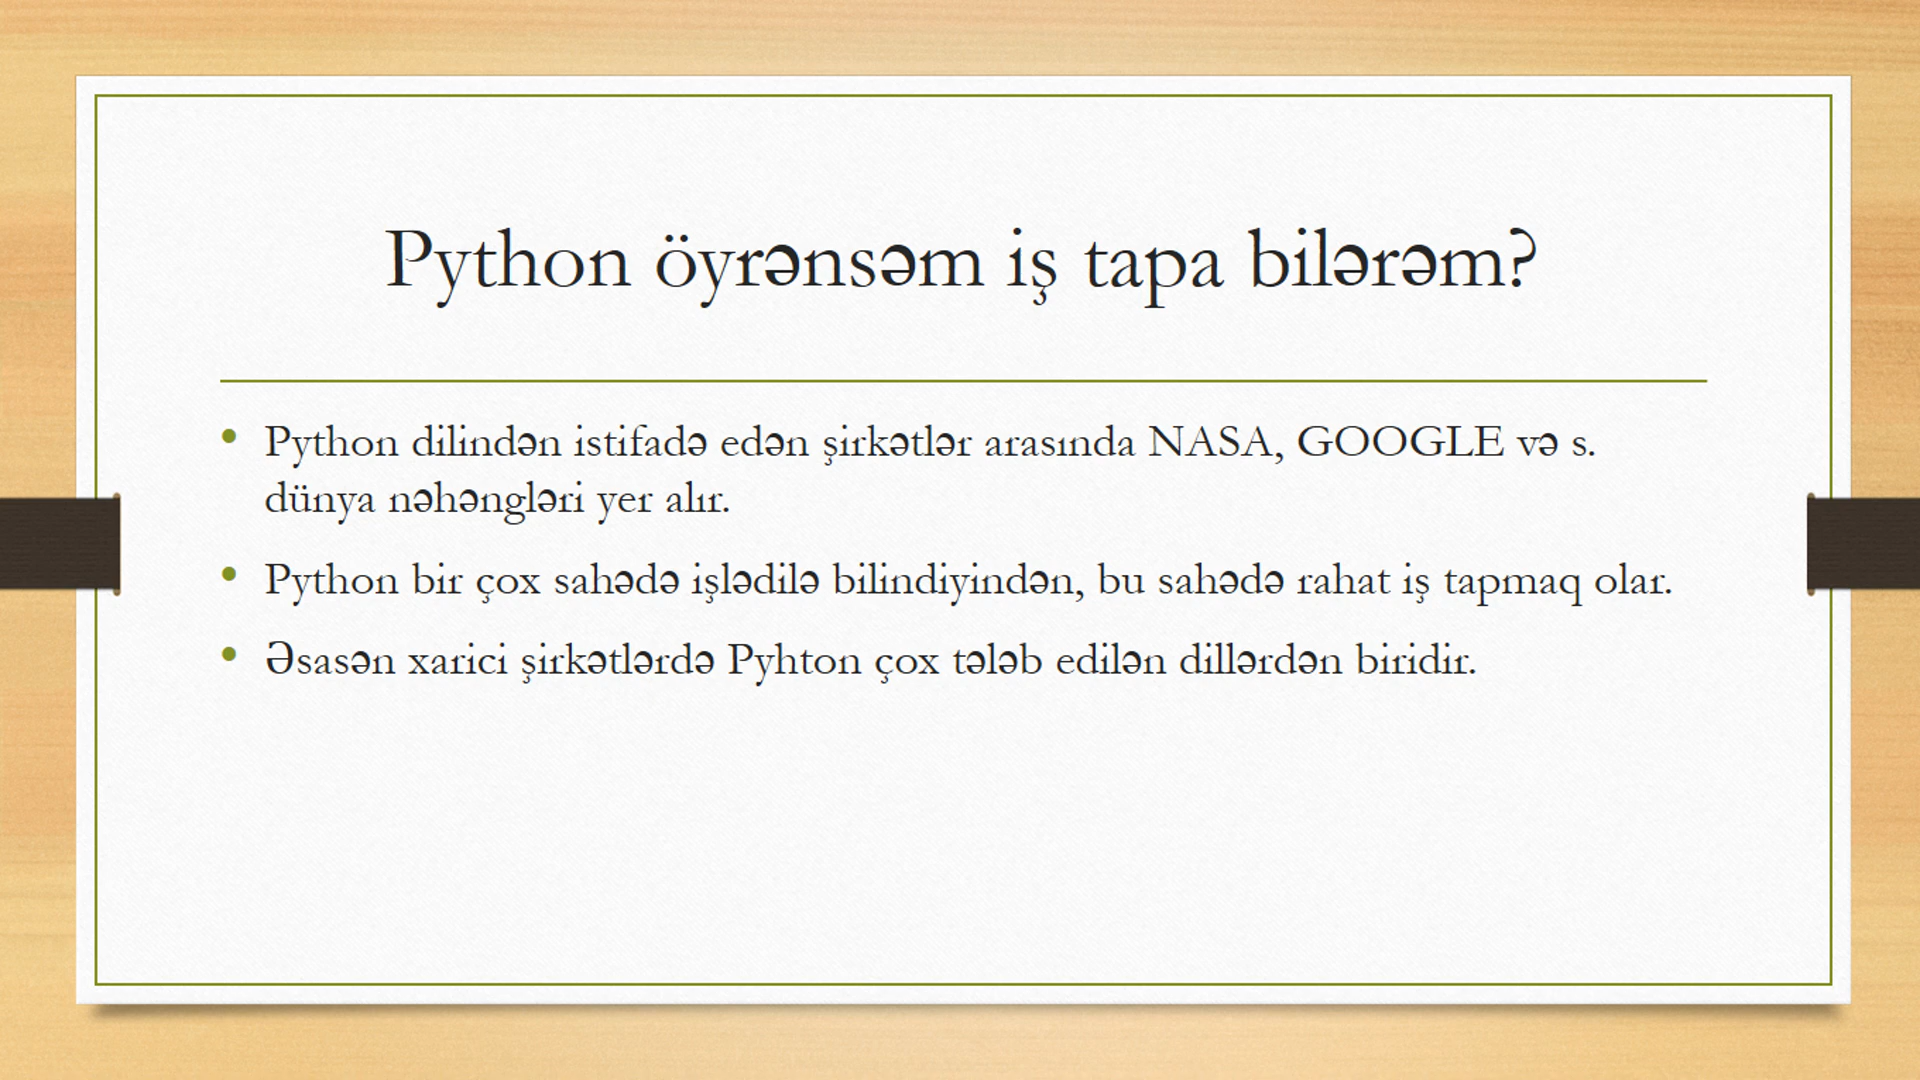 Python öyrənsəm iş tapa bilərəm?
• Python dilindən istifadə edən şirkətlər arasında NASA, GOOGLE və s.
dünya nəhəngləri yer alır.
• Python bir çox sahədə işlədilə bilindiyindən, bu sahədə rahat iş tapmaq olar.
• Əsasən xarici şirkətlərdə Pyhton çox tələb edilən dillərdən biridir.